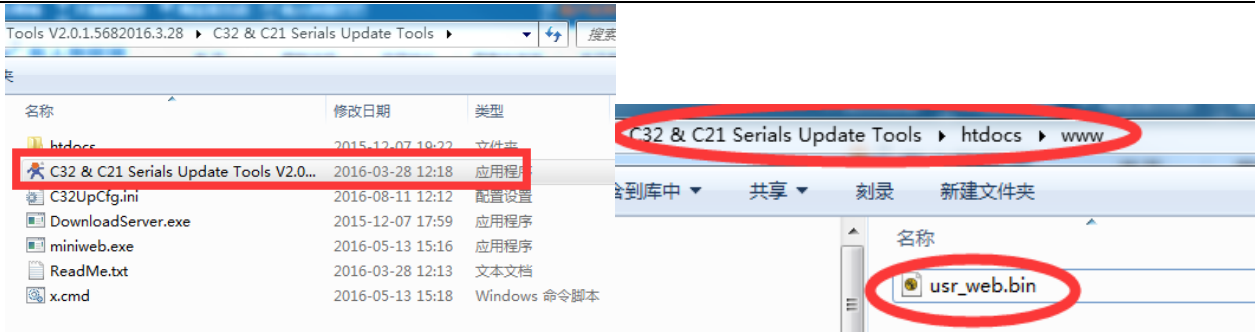 Tools V2.0.1.5682016.3.28 ▸ C32 & C21 Serials Update Tools ▸ 搜索
夹
名称 修改日期 类型
htdocs 2015-12-07 19:22 文件夹
C32 & C21 Serials Update Tools V2.0... 2016-03-28 12:18 应用程序
C32UpCfg.ini 2016-08-11 12:12 配置设置
DownloadServer.exe 2015-12-07 17:59 应用程序
miniweb.exe 2016-05-13 15:16 应用程序
ReadMe.txt 2016-03-28 12:13 文本文档
x.cmd 2016-05-13 15:18 Windows 命令脚本
C32 & C21 Serials Update Tools ▸ htdocs ▸ www
含到库中 共享 刻录 新建文件夹
名称
usr_web.bin